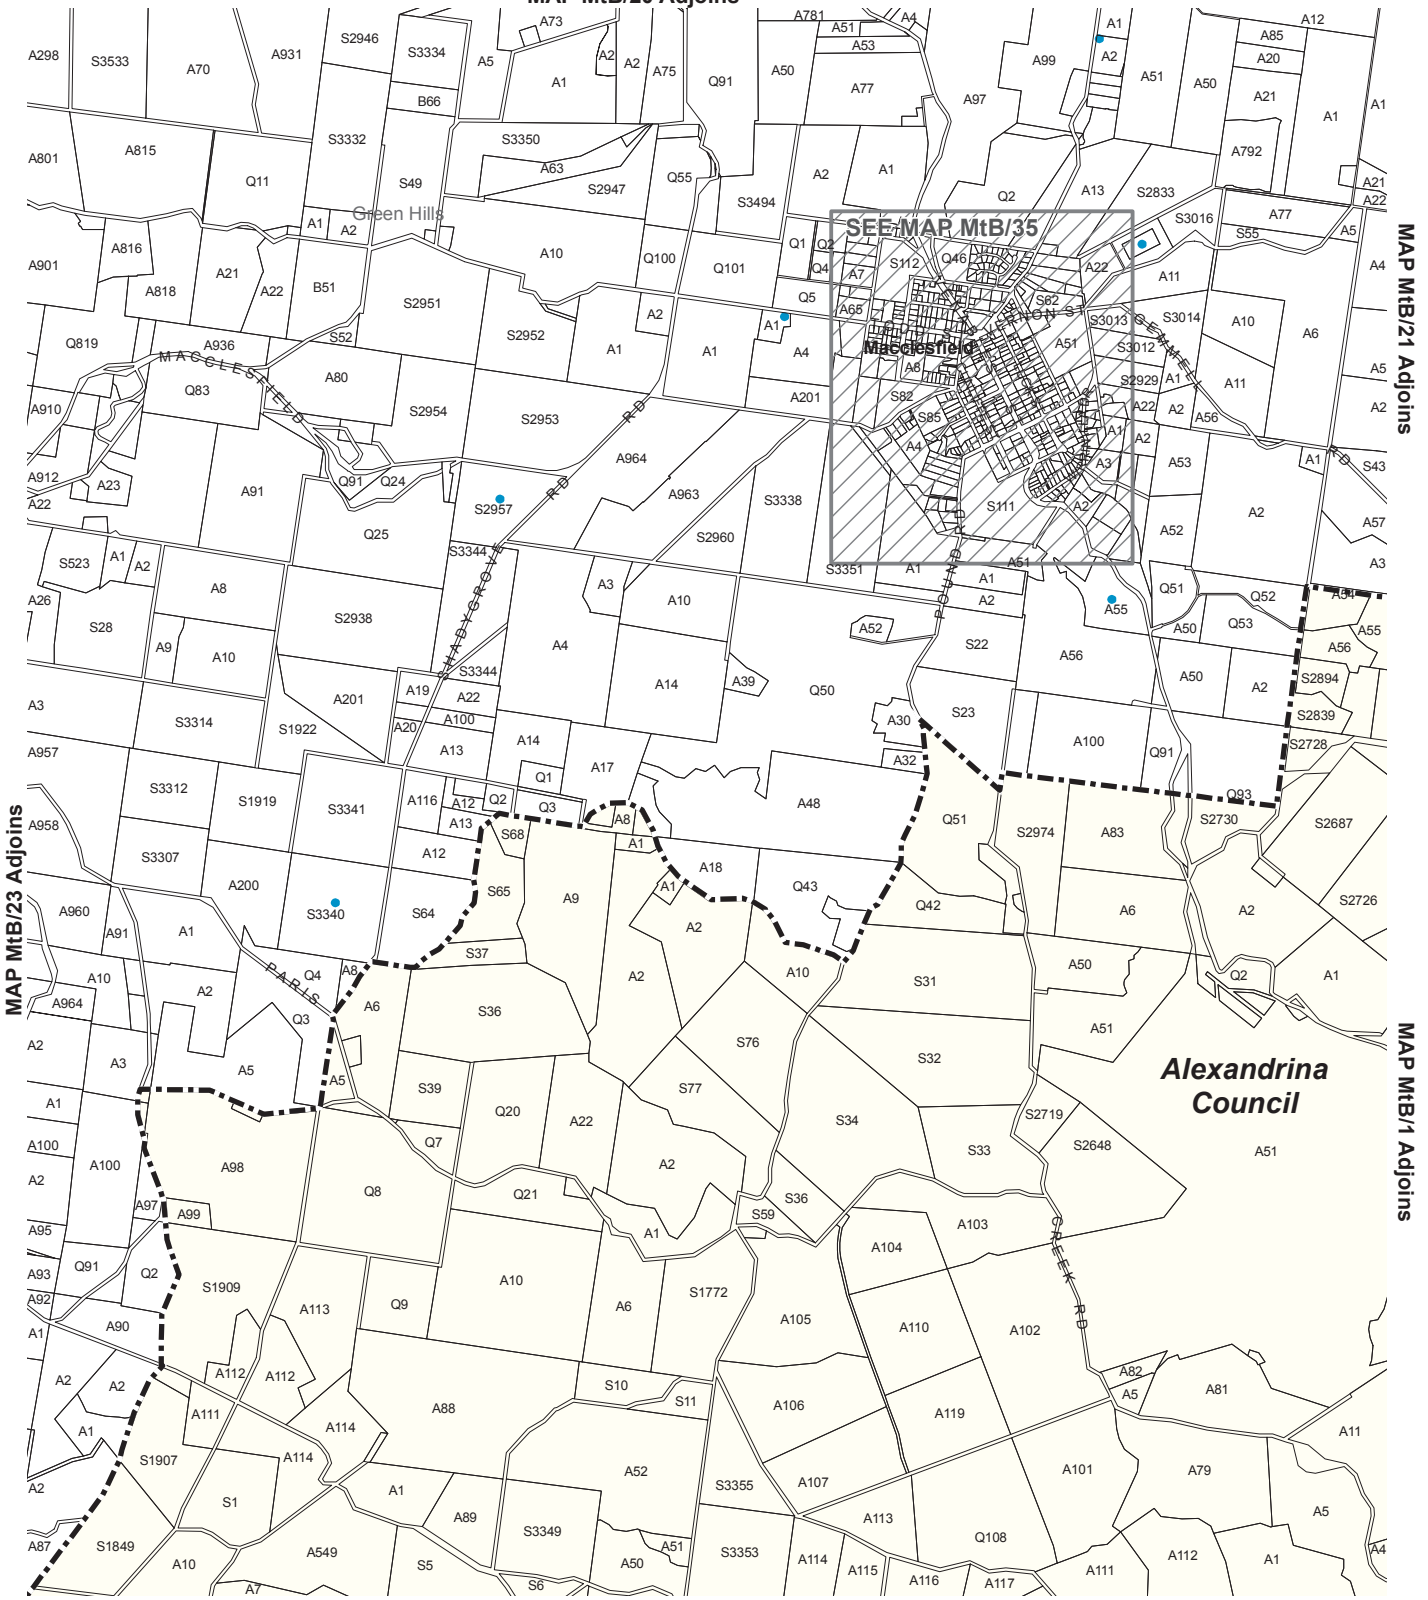 MAP MtB/20 Adjoins
A298
S3533
A70
A931
S2946
S3334
A5
A73
A1
A2
A2
A75
Q91
A50
A781
A51
A53
A4
A77
A97
A99
A1
A2
A51
A50
A12
A85
A20
A21
A1
A1
B66
A801
A815
Q11
S3332
S49
S3350
A63
S2947
Q55
S3494
A2
A1
Q2
A13
S2833
A792
A21
A22
Green Hills
A1
A2
A901
A816
A818
A21
A22
B51
S52
S2951
A10
S2952
Q100
Q101
Q1
Q2
Q4
Q5
SEE MAP MtB/35
S112
Q46
A7
A65
A22
S62
S3016
A77
S55
A5
A11
A4
MAP MtB/21 Adjoins
Q819
A936
MACCLESFIELD
Q83
A80
S2954
S2953
A1
A2
A1
A1
A4
A201
VERNON ST
Macclesfield
A51
A8
S82
S85
A4
S3013
S3012
S2929
A22
A1
A2
A3
GEMMELL
RD
S3014
A1
A2
A56
A10
A11
A6
A5
A2
A910
A912
A22
A23
A91
Q91
Q24
Q25
S2957
SHADYGROVE RD
A964
A963
S2960
S3338
S3351
S111
A2
A53
A52
A2
A1
S43
A57
A3
S523
A1
A2
A8
S3344
A3
A10
A1
A51
A1
A2
A55
Q51
Q52
Q53
A50
A54
A55
A56
A26
S28
A9
A10
S2938
S3344
A4
A14
A39
A52
Q50
S22
A56
A50
A2
S2894
S2839
S2728
A3
S3314
S1922
A201
A19
A22
A20
A100
A13
A14
Q1
A17
A30
A32
S23
A100
Q91
Q93
A957
S3312
S1919
S3341
A116
A12
A13
Q2
Q3
S68
A8
A1
A48
Q51
S2974
A83
S2730
S2687
MAP MtB/23 Adjoins
A958
S3307
A200
A12
S65
A9
A1
A18
Q43
Q42
A6
A2
S2726
A960
A91
A1
S3340
S64
S37
A2
A2
A10
S31
A50
Q2
A1
A10
A964
A2
PARIS
Q4
A8
Q3
A6
S36
S76
S32
A51
A2
A3
A5
A5
S39
Q7
Q20
A22
S77
S34
S33
S2719
S2648
Alexandrina
Council
A51
MAP MtB/1 Adjoins
A1
A100
A2
A100
A98
Q8
Q21
A2
S36
S59
A103
A97
A99
A95
A93
A92
A1
Q91
Q2
A90
S1909
A113
Q9
A10
A1
A6
S1772
A105
A104
A110
A102
CREEK RD
A2
A2
A1
A112
A112
A111
A114
A114
A88
S10
S11
A106
A119
A82
A5
A81
A11
A2
S1907
S1
A1
A89
A52
S3355
A107
A113
A101
A79
A5
A87
S1849
A10
A549
A7
S5
S3349
S6
A50
A51
S3353
A114
A115
A116
Q108
A117
A111
A112
A1
A4